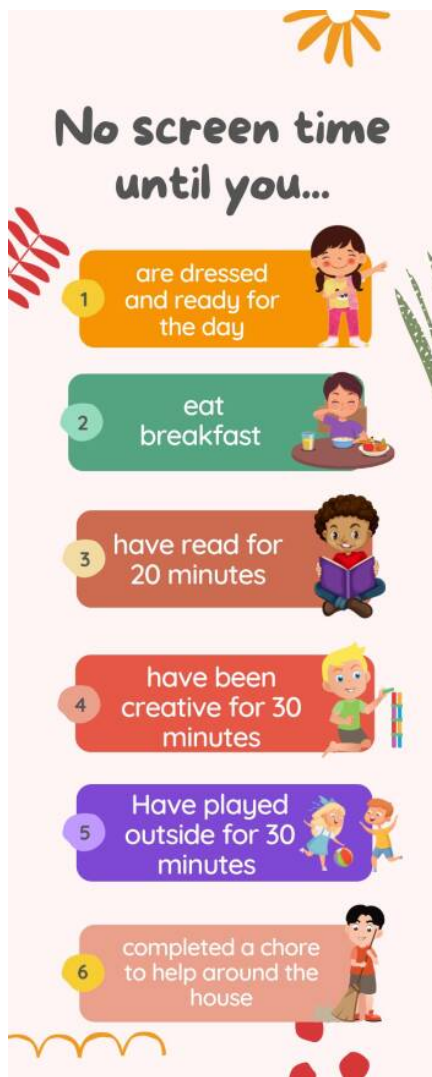 No screen time
until you...
1
are dressed
and ready for
the day
2
eat
breakfast
3
have read for
20 minutes
4
have been
creative for 30
minutes
5
Have played
outside for 30
minutes
6
completed a chore
to help around the
house